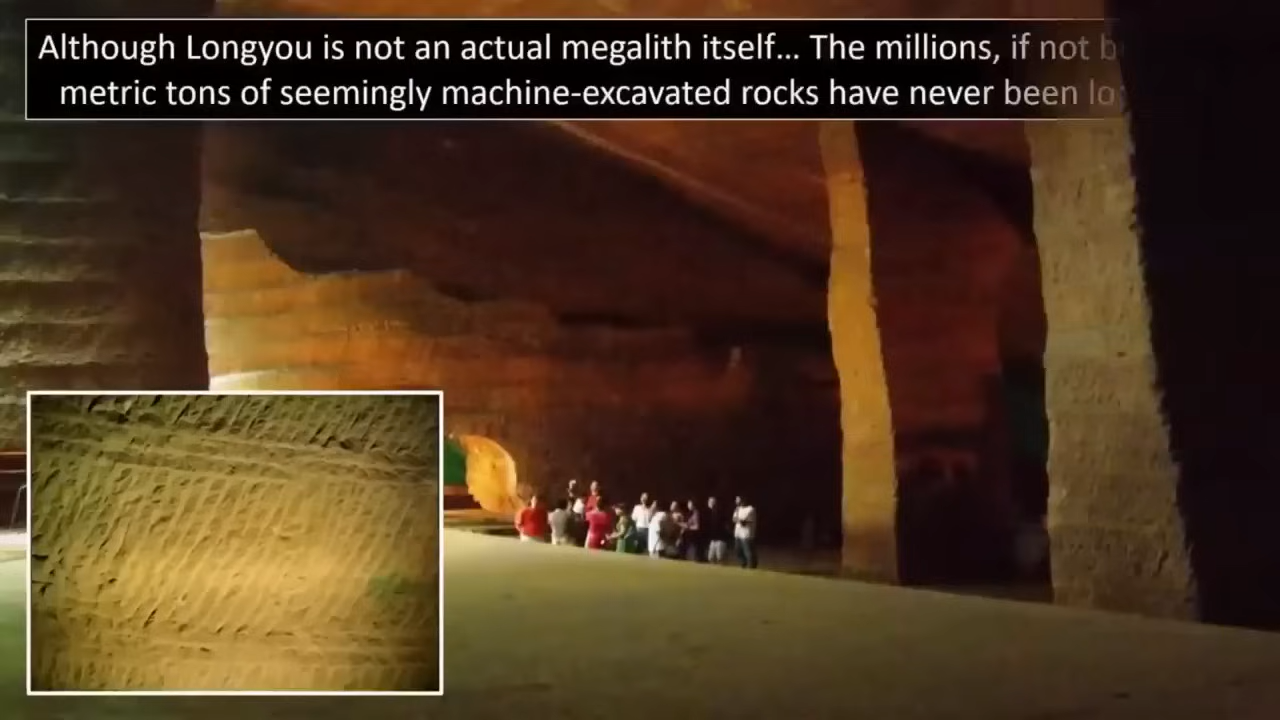 Although Longyou is not an actual megalith itself... The millions, if not
metric tons of seemingly machine-excavated rocks have never been